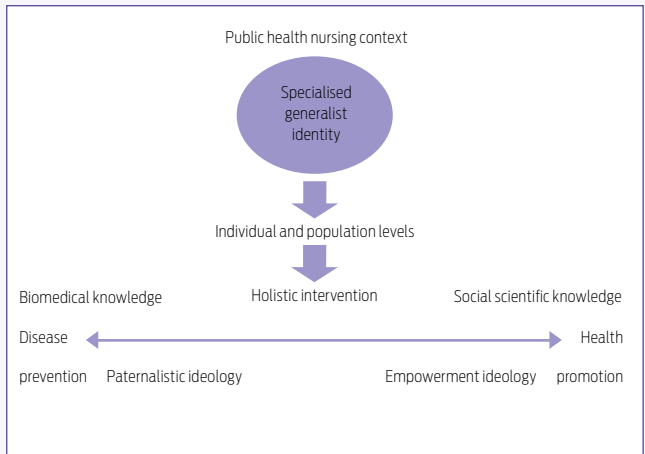 Public health nursing context
Specialised
generalist
identity
Individual and population levels
Biomedical knowledge Holistic intervention Social scientific knowledge
Disease Health
prevention Paternalistic ideology Empowerment ideology promotion